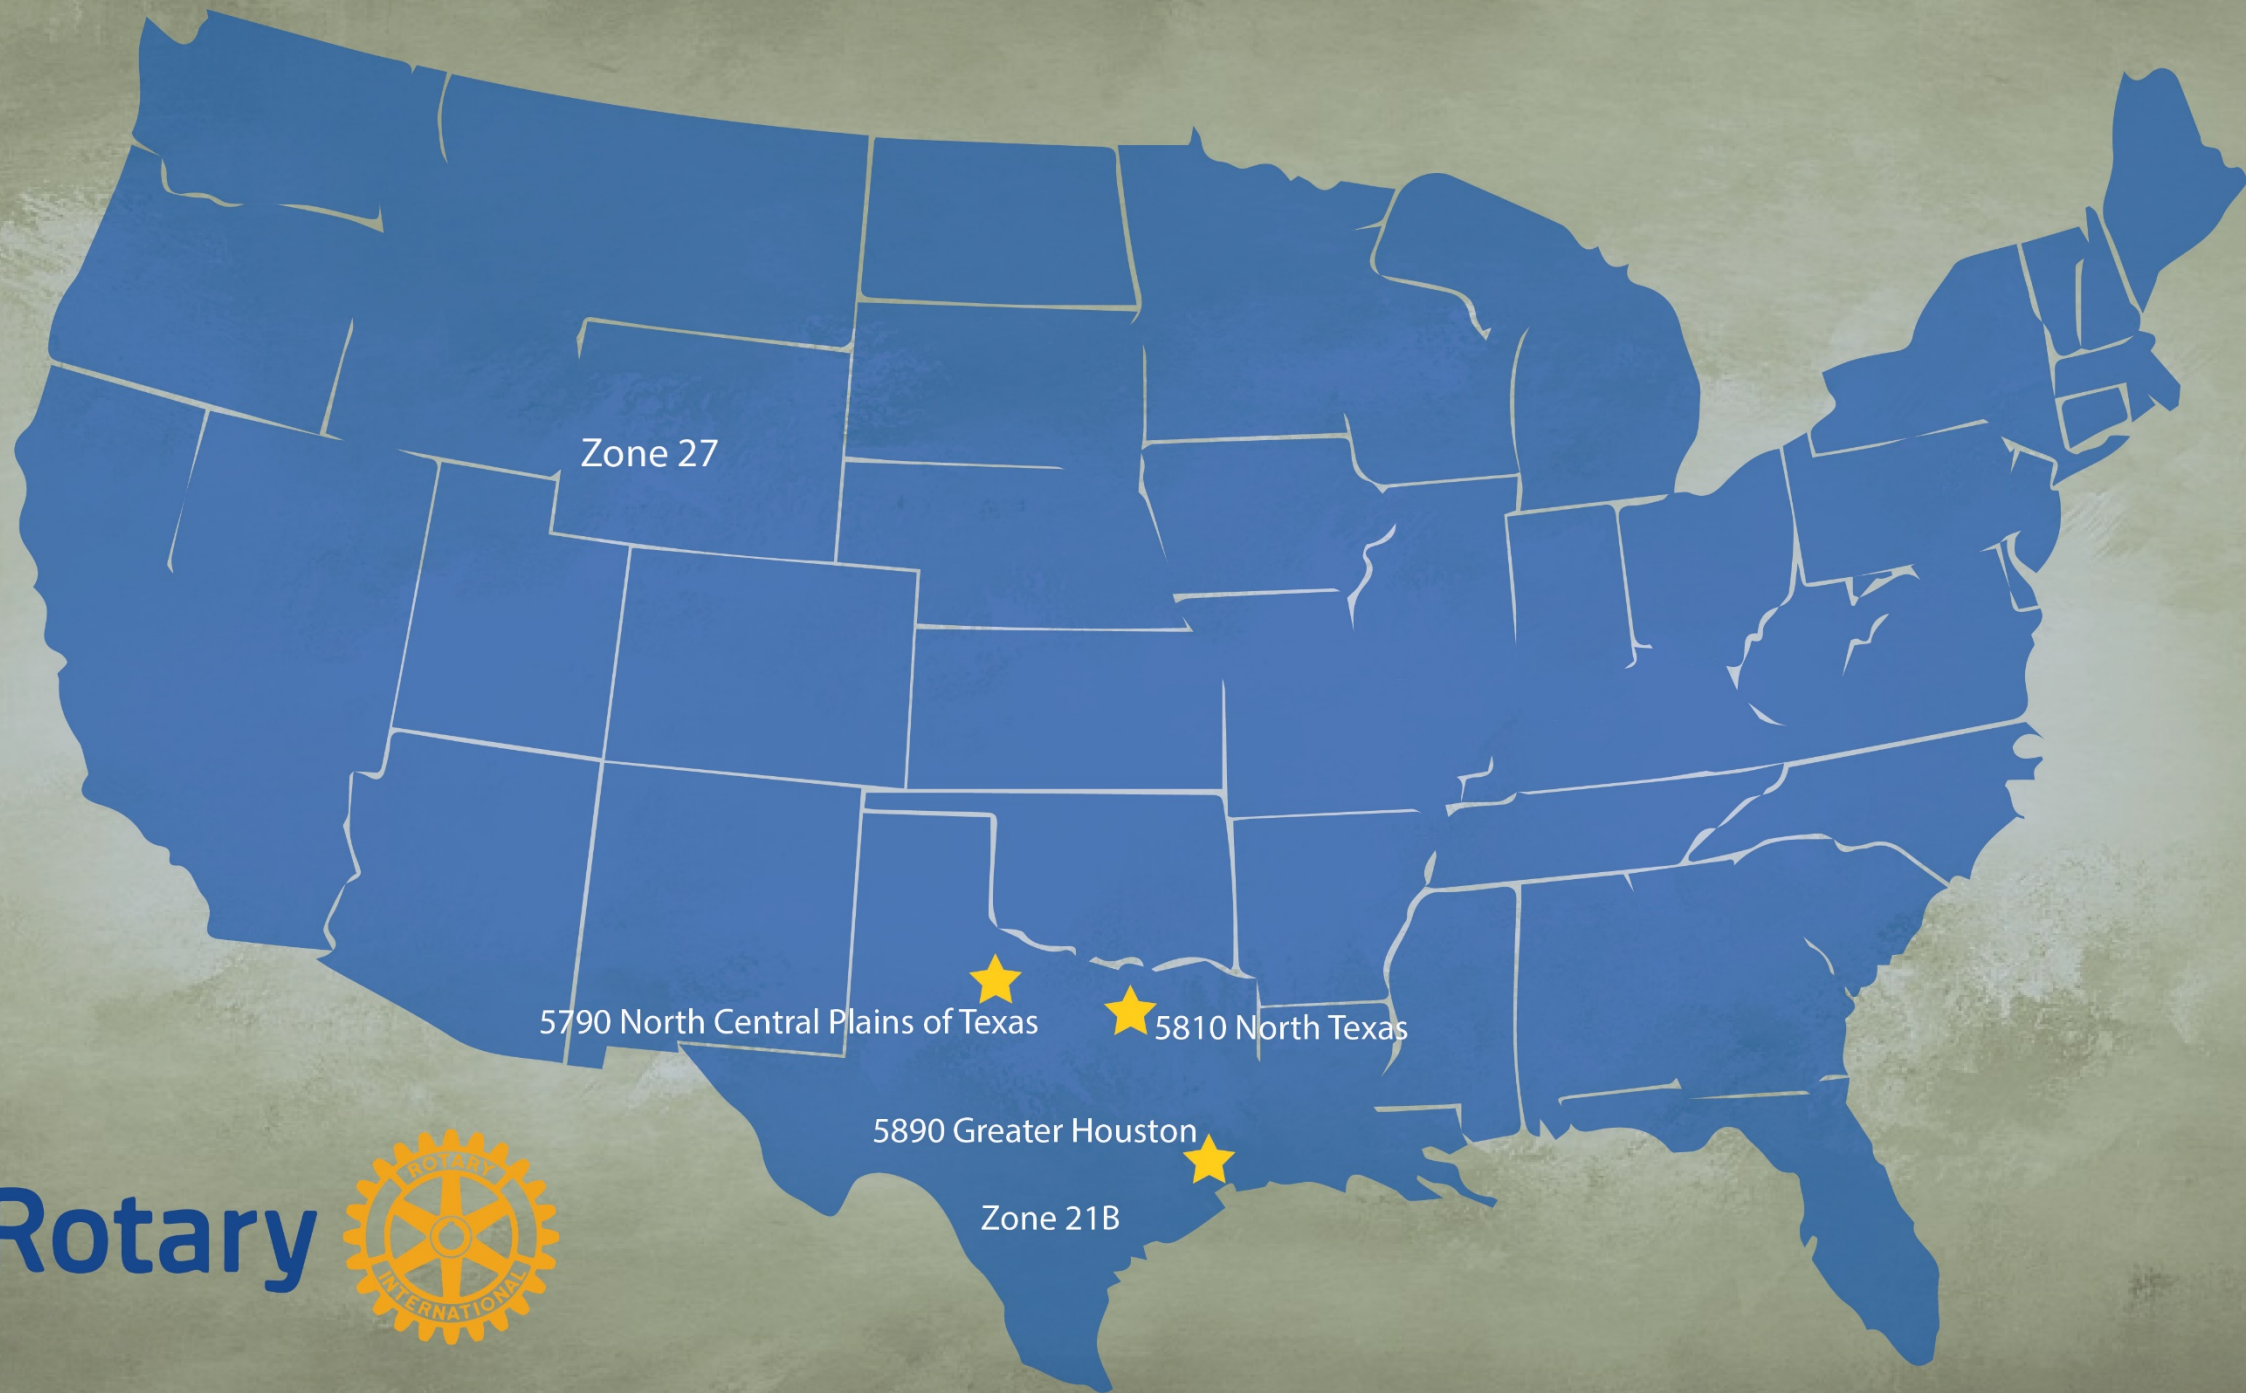 Zone 27
5790 North Central Plains of Texas
5810 North Texas
5890 Greater Houston
Zone 21B
Rotary
ROTARY
INTERNATIONAL